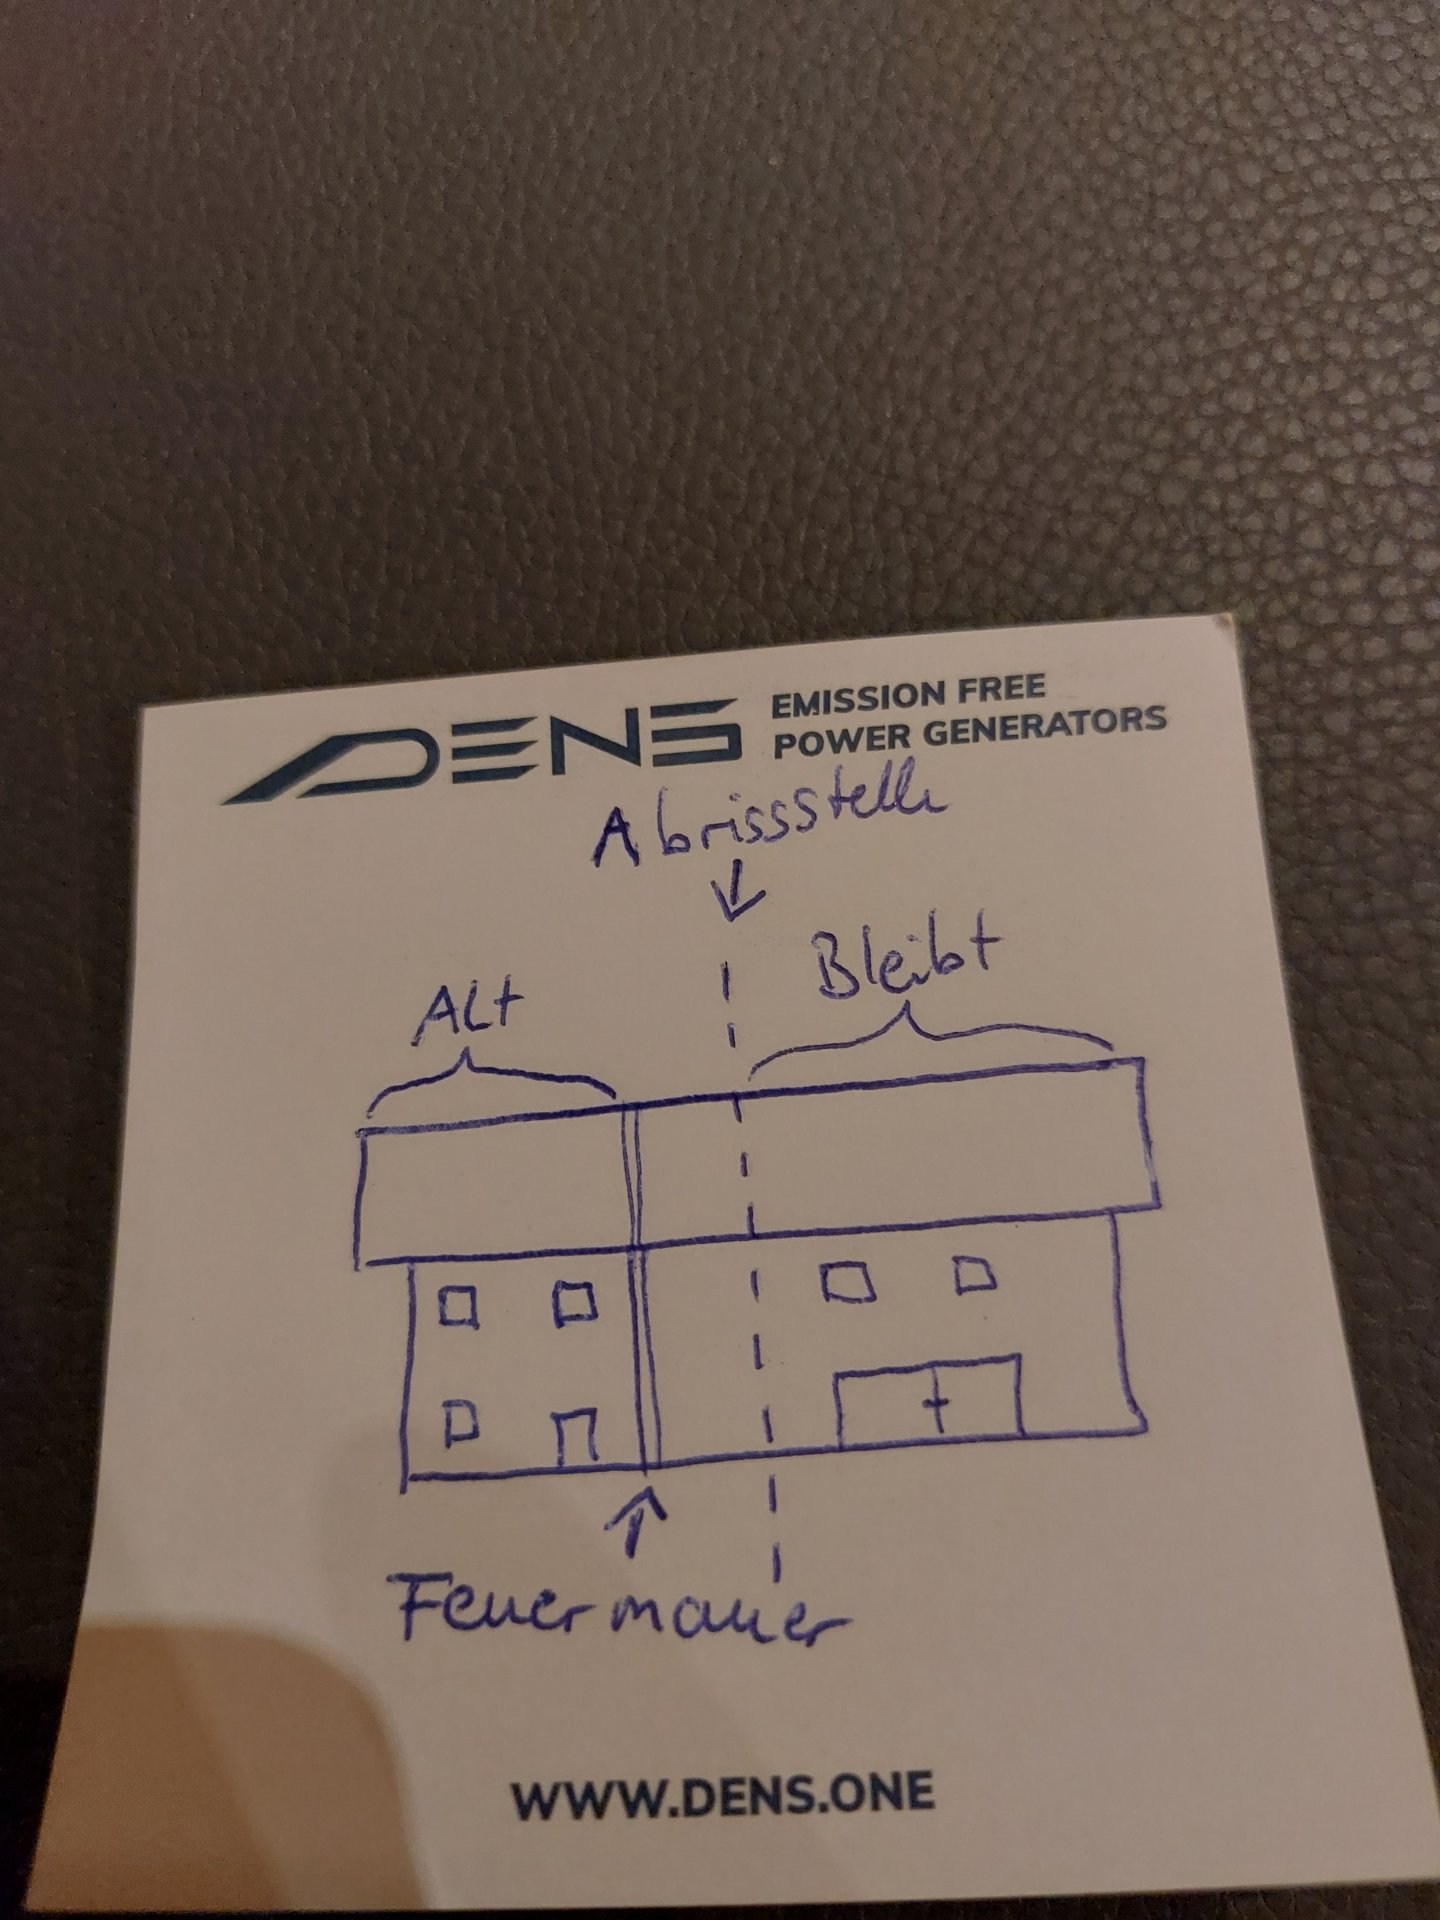 DENS EMISSION FREE
POWER GENERATORS
Abrissstelle
Bleibt
Alt
Feuermauer
WWW.DENS.ONE